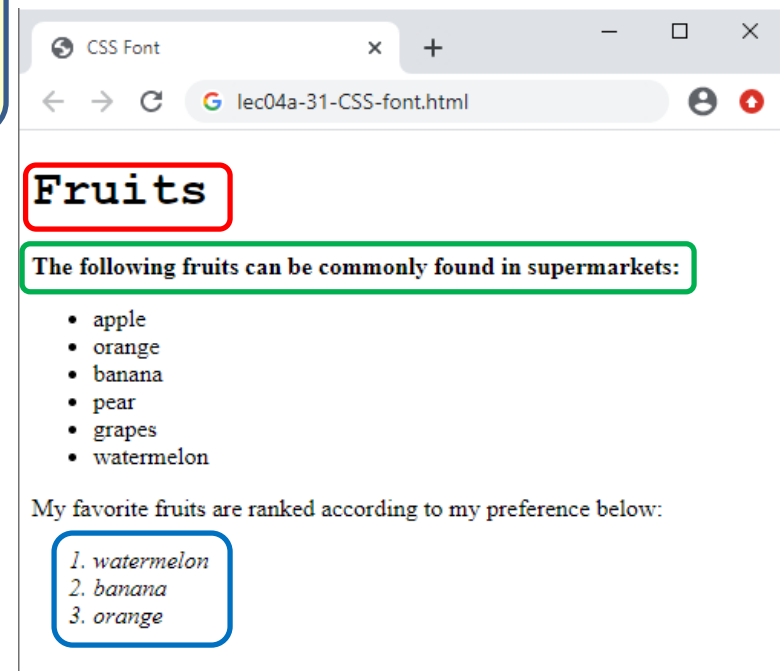 CSS Font
lec04a-31-CSS-font.html
Fruits
The following fruits can be commonly found in supermarkets:
• apple
• orange
• banana
• pear
• grapes
• watermelon
My favorite fruits are ranked according to my preference below:
1. watermelon
2. banana
3. orange